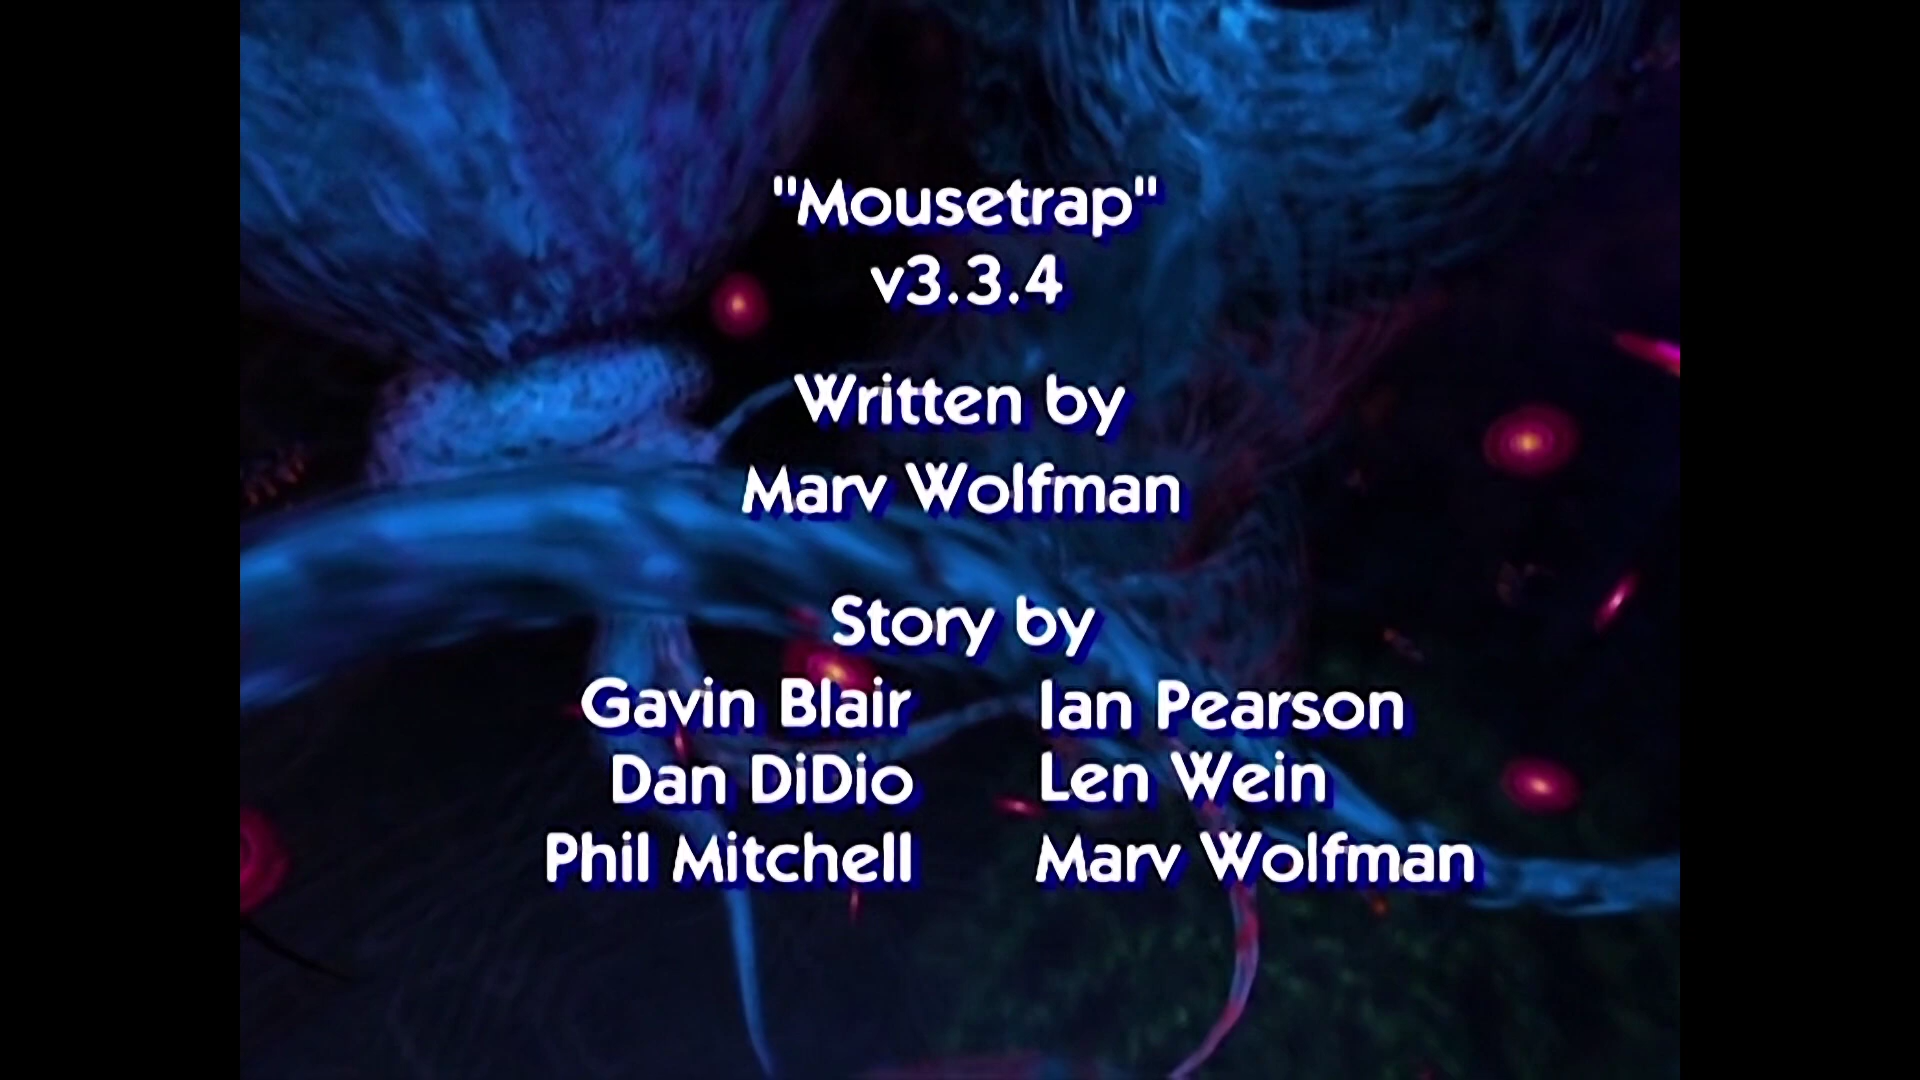 "Mousetrap"
v3.3.4
Written by
Marv Wolfman
Story by
Gavin Blair
Ian Pearson
Dan DiDio
Len Wein
Phil Mitchell
Marv Wolfman